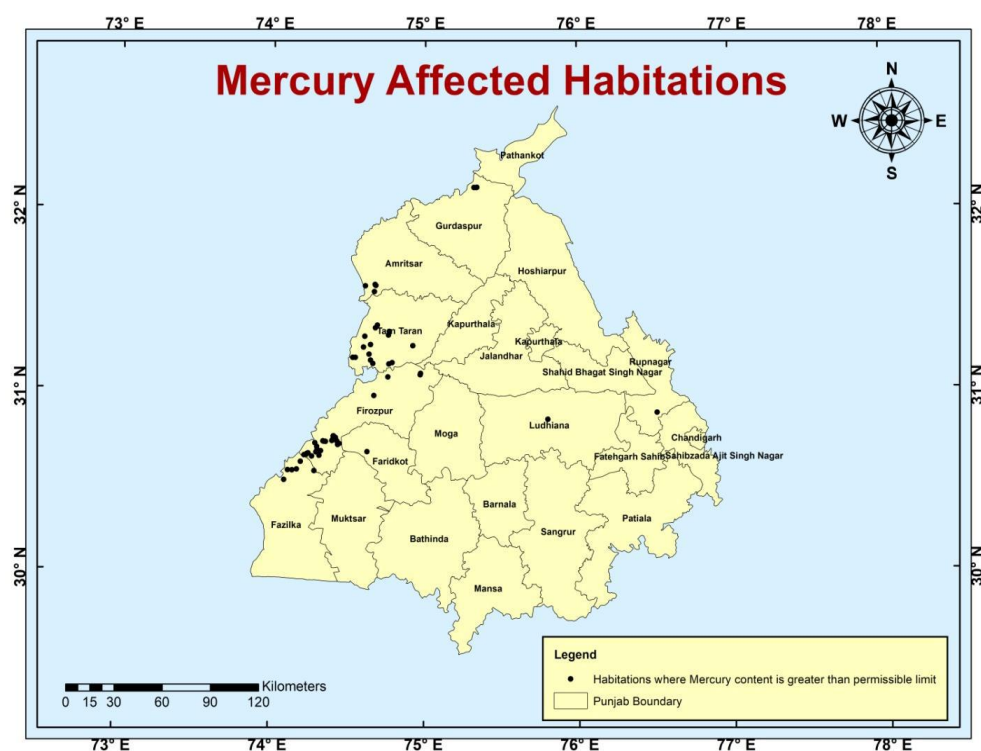 73° E 74° E 75° E 76° E 77° E 78° E
Mercury Affected Habitations
N
W E
S
32° N 32° N
31° N 31° N
30° N 30° N
Pathankot
Gurdaspur
Amritsar
Hoshiarpur
Tarn Taran
Kapurthala
Kapurthala
Jalandhar
Rupnagar
Shahid Bhagat Singh Nagar
Firozpur
Moga
Ludhiana
Chandigarh
Fatehgarh Sahib
Sahibzada Ajit Singh Nagar
Faridkot
Fazilka
Muktsar
Barnala
Bathinda
Sangrur
Patiala
Mansa
Legend
Habitations where Mercury content is greater than permissible limit
Punjab Boundary
Kilometers
0 15 30 60 90 120
73° E 74° E 75° E 76° E 77° E 78° E